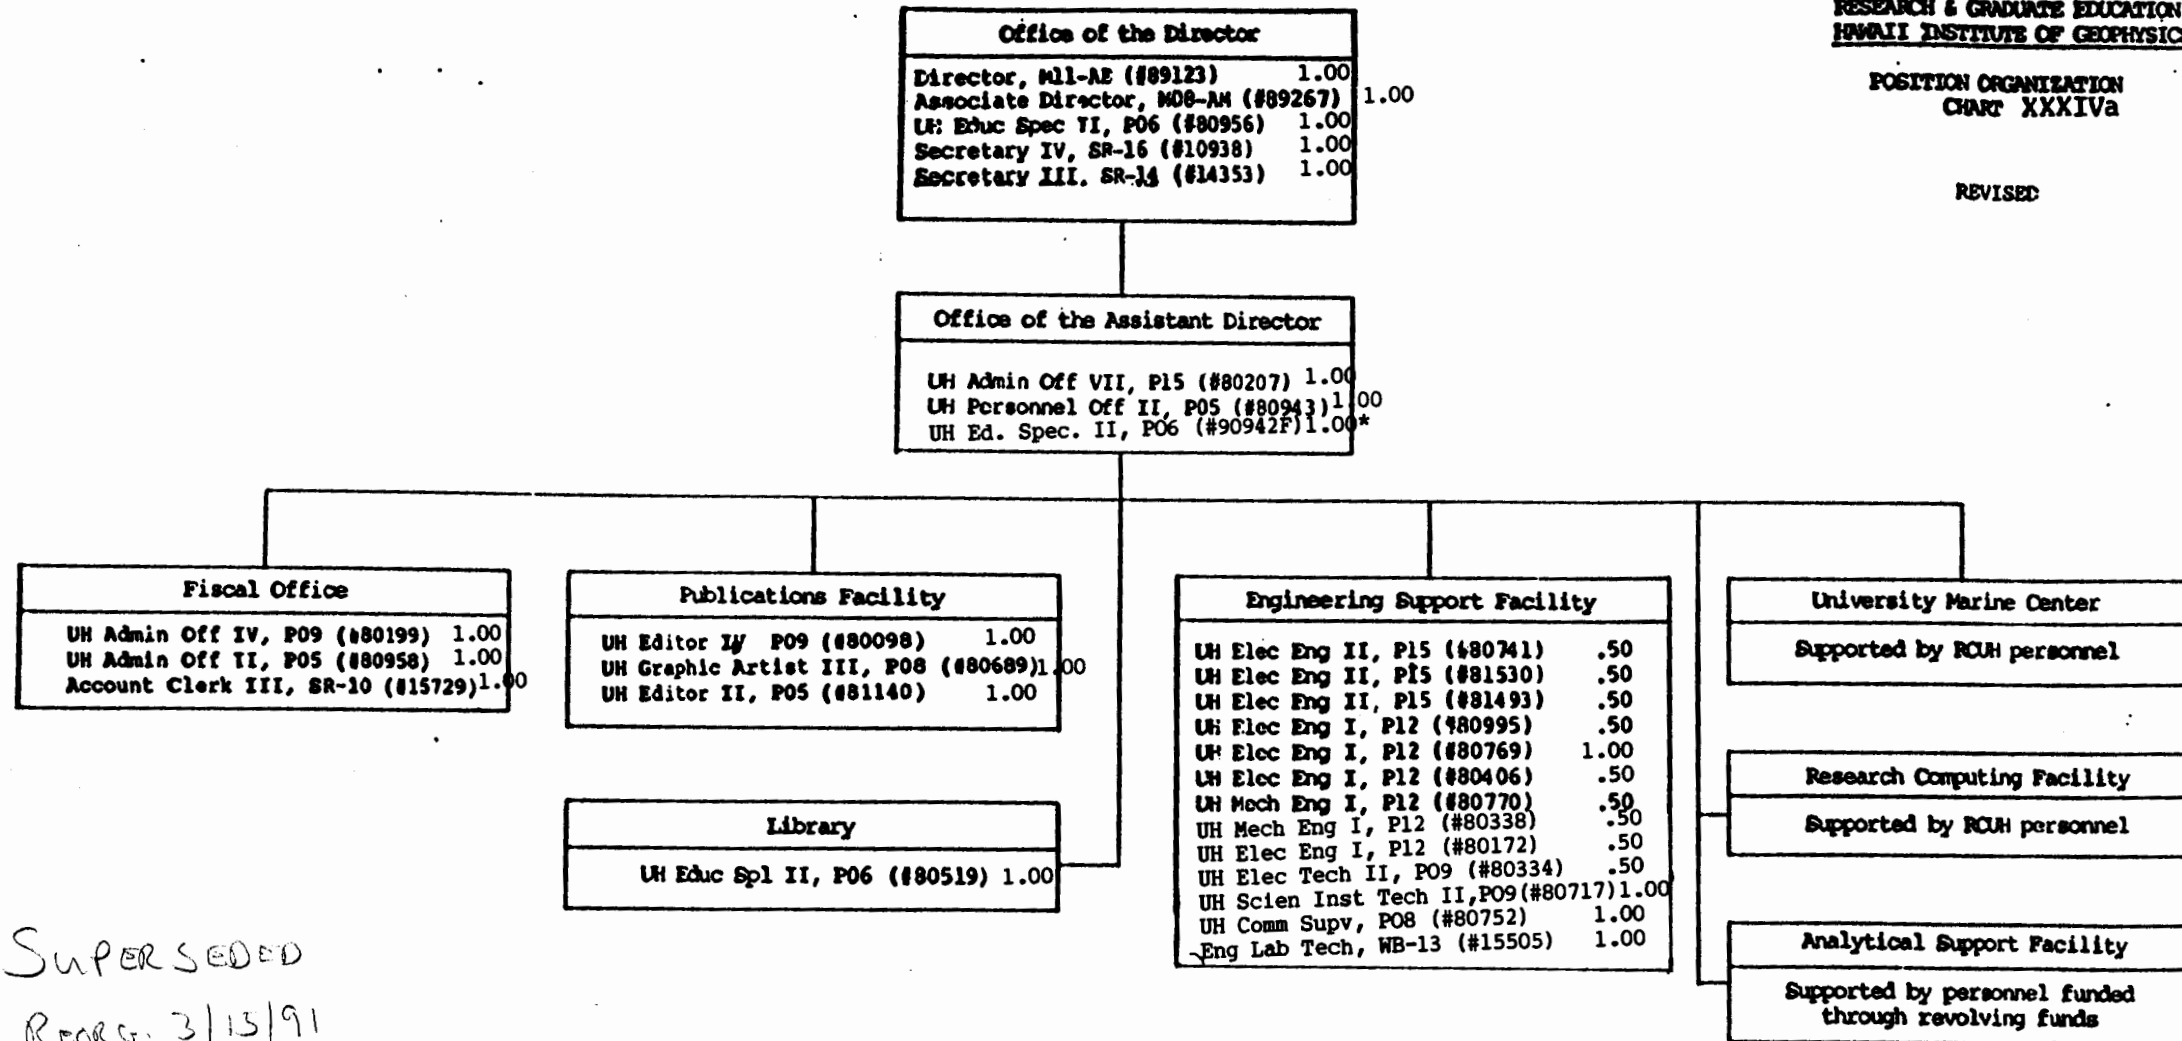 RESEARCH & GRADUATE EDUCATION
HAWAII INSTITUTE OF GEOPHYSIC
POSITION ORGANIZATION
CHART XXXIVa
REVISED
Office of the Director
Director, M11-AE (#89123) 1.00
Associate Director, M08-AM (#89267) 1.00
UH Educ Spec II, P06 (#80956) 1.00
Secretary IV, SR-16 (#10938) 1.00
Secretary III, SR-14 (#14353) 1.00
Office of the Assistant Director
UH Admin Off VII, P15 (#80207) 1.00
UH Personnel Off II, P05 (#80943) 1.00
UH Ed. Spec. II, PO6 (#90942F) 1.00*
Fiscal Office
UH Admin Off IV, P09 (#80199) 1.00
UH Admin Off II, P05 (#80958) 1.00
Account Clerk III, SR-10 (#15729) 1.00
Publications Facility
UH Editor IV P09 (#80098) 1.00
UH Graphic Artist III, P08 (#80689) 1.00
UH Editor II, P05 (#81140) 1.00
Library
UH Educ Spl II, P06 (#80519) 1.00
Engineering Support Facility
UH Elec Eng II, P15 (#80741) .50
UH Elec Eng II, P15 (#81530) .50
UH Elec Eng II, P15 (#81493) .50
UH Elec Eng I, P12 (#80995) .50
UH Elec Eng I, P12 (#80769) 1.00
UH Elec Eng I, P12 (#80406) .50
UH Mech Eng I, P12 (#80770) .50
UH Mech Eng I, P12 (#80338) .50
UH Elec Eng I, P12 (#80172) .50
UH Elec Tech II, PO9 (#80334) .50
UH Scien Inst Tech II, PO9 (#80717) 1.00
UH Comm Supv, PO8 (#80752) 1.00
Eng Lab Tech, WB-13 (#15505) 1.00
University Marine Center
Supported by RCUH personnel
Research Computing Facility
Supported by RCUH personnel
Analytical Support Facility
Supported by personnel funded
through revolving funds
SUPERSEDED
REORG. 3/15/91